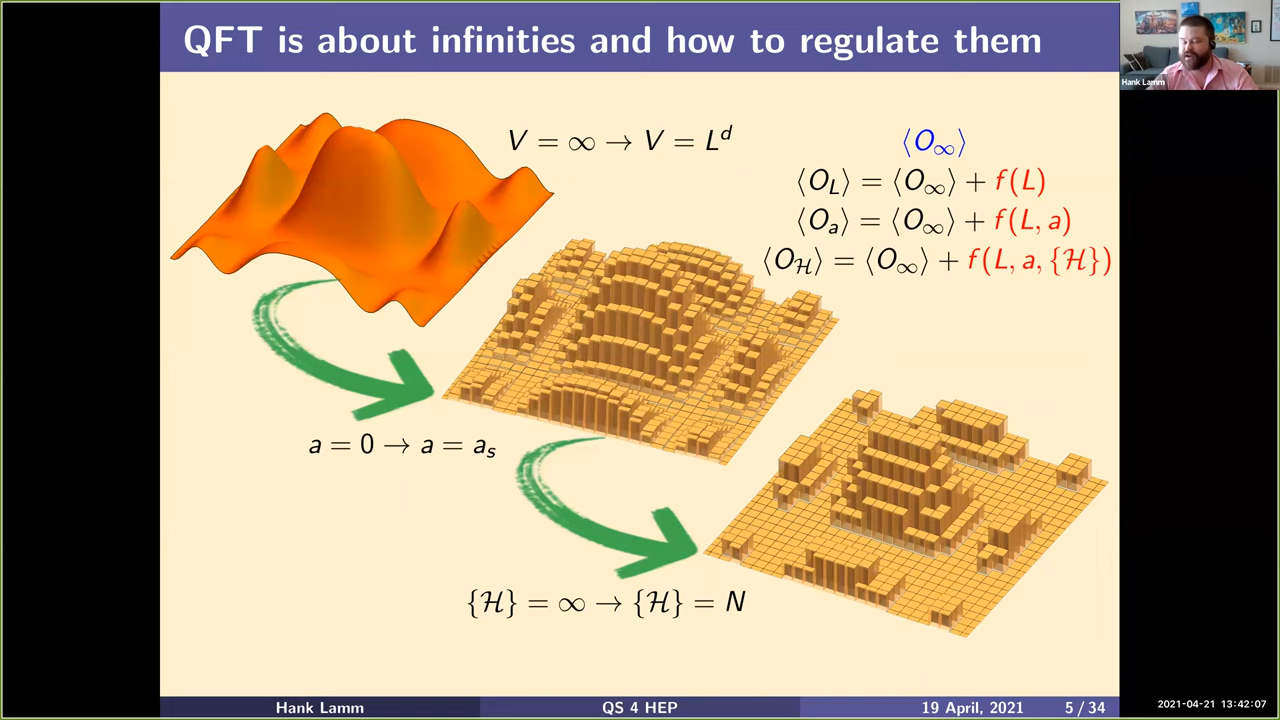 QFT is about infinities and how to regulate them
V = ∞ → V = L^d
⟨O_∞⟩
⟨O_L⟩ = ⟨O_∞⟩ + f(L)
⟨O_a⟩ = ⟨O_∞⟩ + f(L, a)
⟨O_ℋ⟩ = ⟨O_∞⟩ + f(L, a, {ℋ})
a = 0 → a = a_s
{ℋ} = ∞ → {ℋ} = N
Hank Lamm QS 4 HEP 19 April, 2021 5 / 34
Hank Lamm
2021-04-21 13:42:07